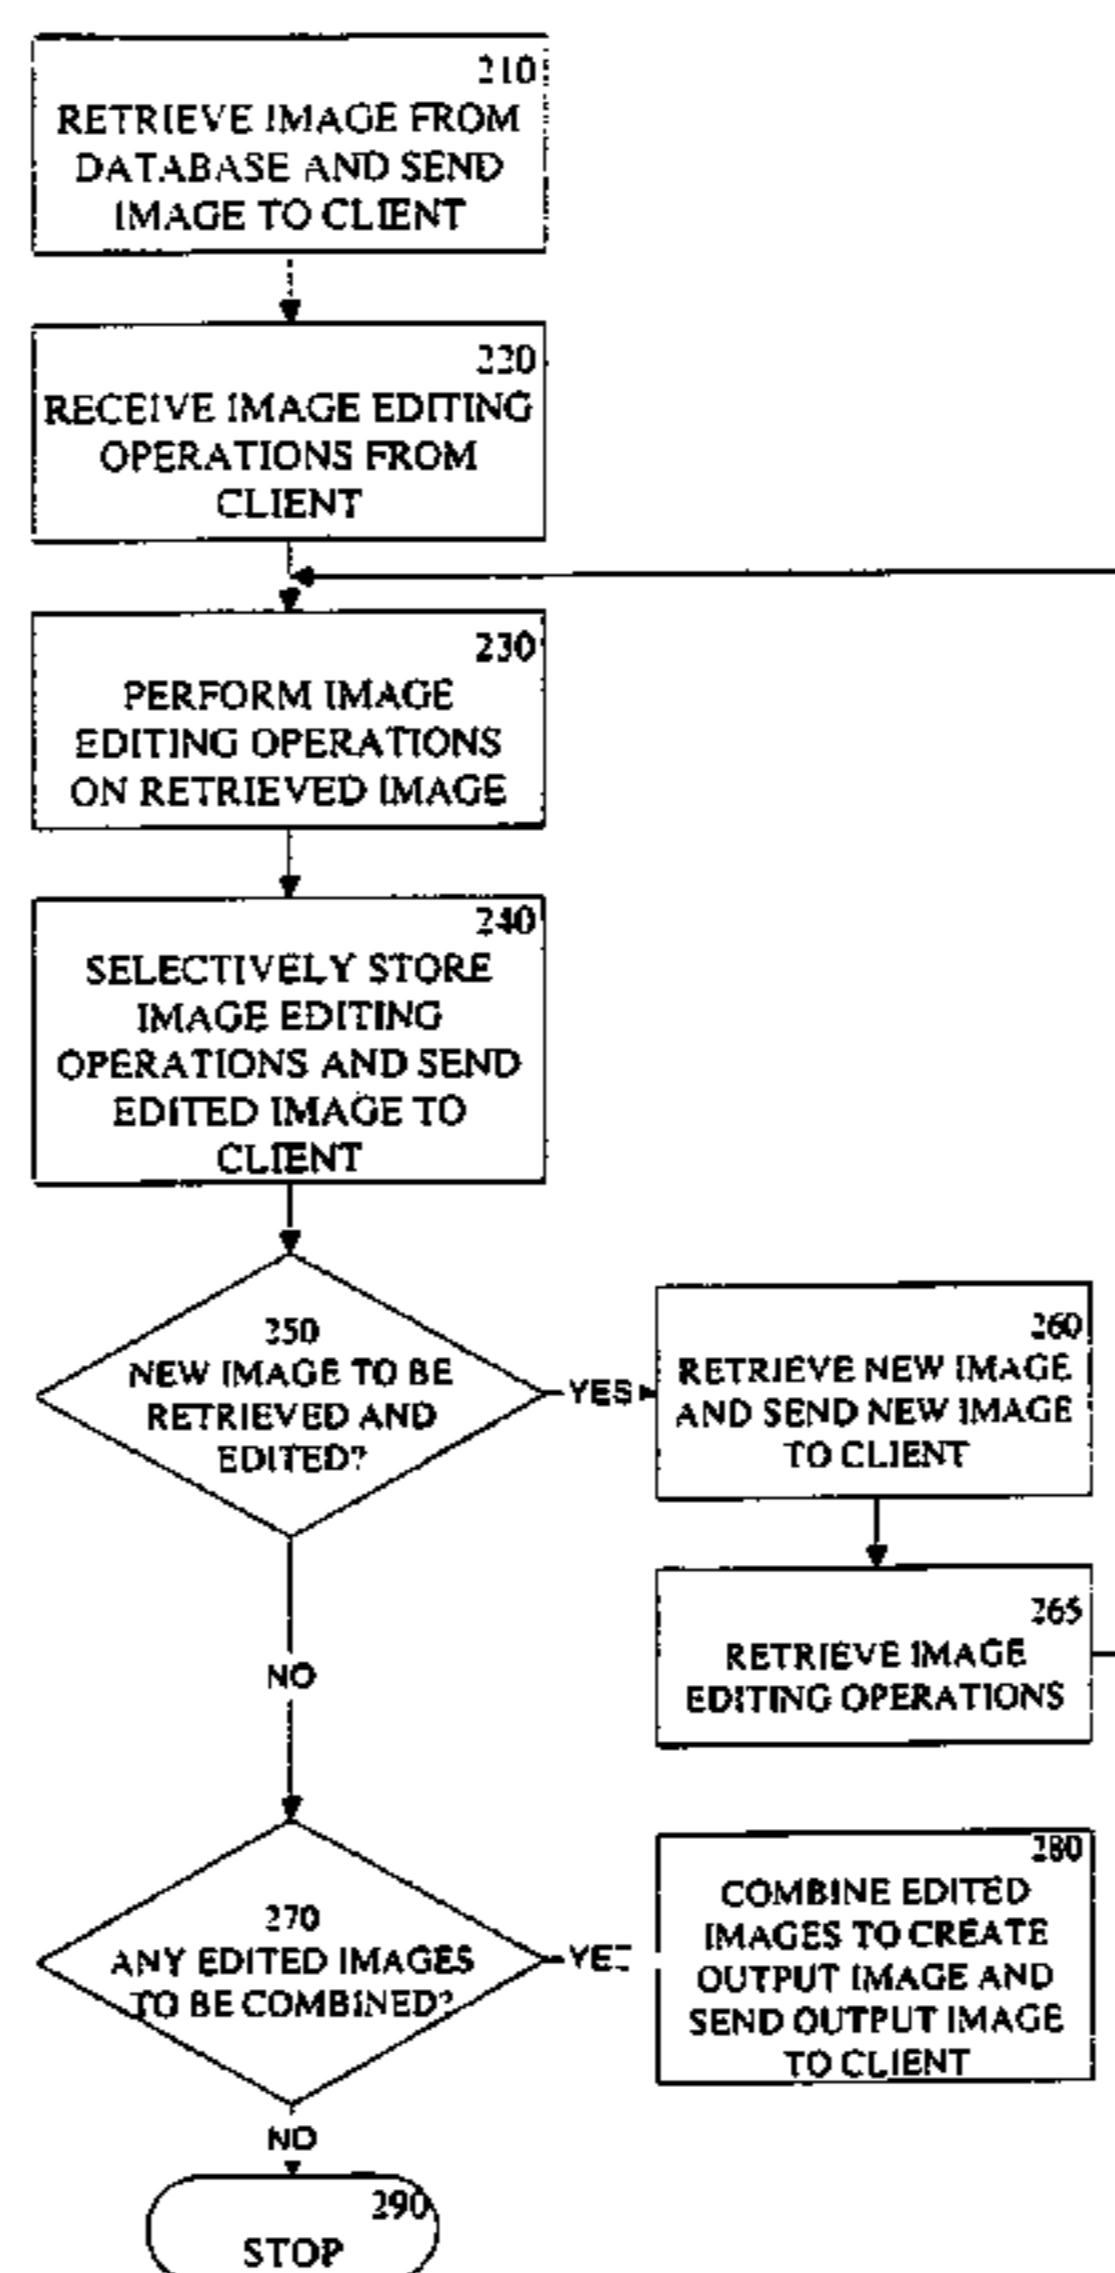 210
RETRIEVE IMAGE FROM
DATABASE AND SEND
IMAGE TO CLIENT
220
RECEIVE IMAGE EDITING
OPERATIONS FROM
CLIENT
230
PERFORM IMAGE
EDITING OPERATIONS
ON RETRIEVED IMAGE
240
SELECTIVELY STORE
IMAGE EDITING
OPERATIONS AND SEND
EDITED IMAGE TO
CLIENT
250
NEW IMAGE TO BE
RETRIEVED AND
EDITED?
YES
260
RETRIEVE NEW IMAGE
AND SEND NEW IMAGE
TO CLIENT
265
RETRIEVE IMAGE
EDITING OPERATIONS
NO
270
ANY EDITED IMAGES
TO BE COMBINED?
YES
280
COMBINE EDITED
IMAGES TO CREATE
OUTPUT IMAGE AND
SEND OUTPUT IMAGE
TO CLIENT
NO
290
STOP